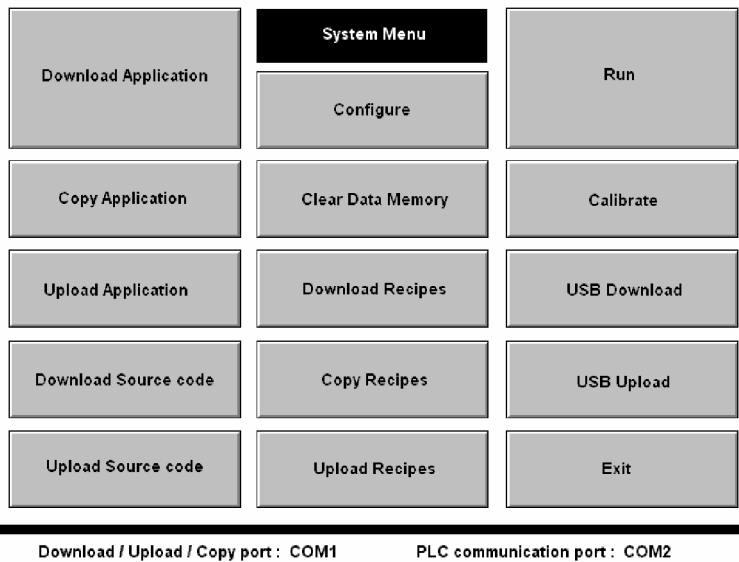 System Menu
Download Application
Run
Configure
Copy Application
Clear Data Memory
Calibrate
Upload Application
Download Recipes
USB Download
Download Source code
Copy Recipes
USB Upload
Upload Source code
Upload Recipes
Exit
Download / Upload / Copy port : COM1
PLC communication port : COM2